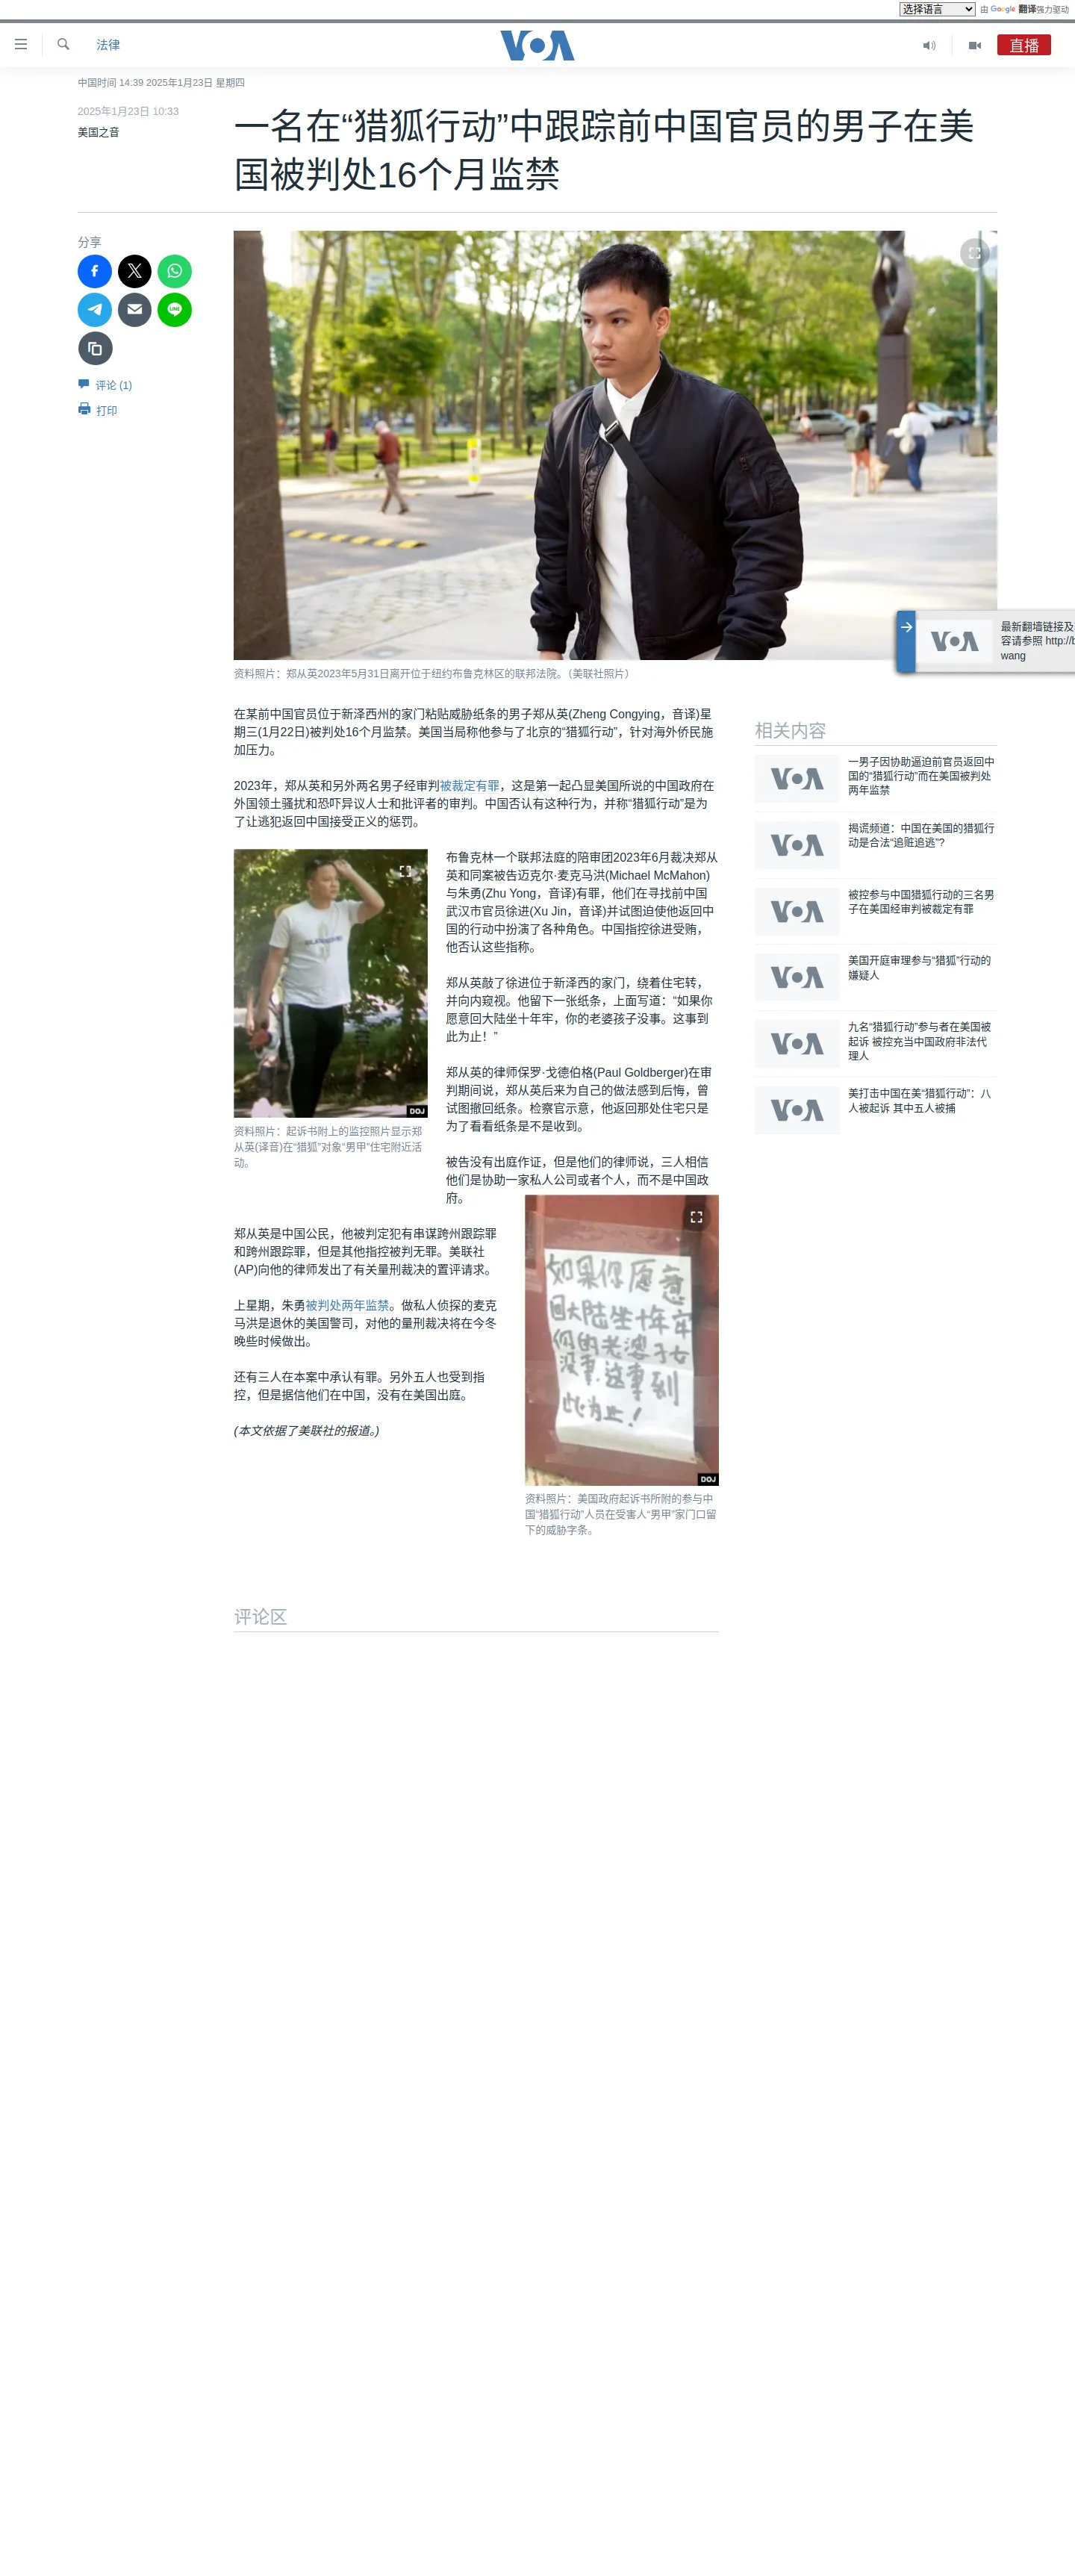 选择语言
由 Google 翻译强力驱动
法律
VOA
直播
中国时间 14:39 2025年1月23日 星期四
2025年1月23日 10:33
美国之音
一名在“猎狐行动”中跟踪前中国官员的男子在美
国被判处16个月监禁
分享
LINE
评论 (1)
打印
资料照片：郑从英2023年5月31日离开位于纽约布鲁克林区的联邦法院。（美联社照片）
VOA
最新翻墙链接及
容请参照 http://b
wang
在某前中国官员位于新泽西州的家门粘贴威胁纸条的男子郑从英(Zheng Congying，音译)星
期三(1月22日)被判处16个月监禁。美国当局称他参与了北京的“猎狐行动”，针对海外侨民施
加压力。
2023年，郑从英和另外两名男子经审判被裁定有罪，这是第一起凸显美国所说的中国政府在
外国领土骚扰和恐吓异议人士和批评者的审判。中国否认有这种行为，并称“猎狐行动”是为
了让逃犯返回中国接受正义的惩罚。
DOJ
资料照片：起诉书附上的监控照片显示郑
从英(译音)在“猎狐”对象“男甲”住宅附近活
动。
布鲁克林一个联邦法庭的陪审团2023年6月裁决郑从
英和同案被告迈克尔·麦克马洪(Michael McMahon)
与朱勇(Zhu Yong，音译)有罪，他们在寻找前中国
武汉市官员徐进(Xu Jin，音译)并试图迫使他返回中
国的行动中扮演了各种角色。中国指控徐进受贿，
他否认这些指称。
郑从英敲了徐进位于新泽西的家门，绕着住宅转，
并向内窥视。他留下一张纸条，上面写道：“如果你
愿意回大陆坐十年牢，你的老婆孩子没事。这事到
此为止！”
郑从英的律师保罗·戈德伯格(Paul Goldberger)在审
判期间说，郑从英后来为自己的做法感到后悔，曾
试图撤回纸条。检察官示意，他返回那处住宅只是
为了看看纸条是不是收到。
被告没有出庭作证，但是他们的律师说，三人相信
他们是协助一家私人公司或者个人，而不是中国政
府。
如果你愿意
回大陆坐十年牢
你的老婆孩子
没事.这事到
此为止！
DOJ
资料照片：美国政府起诉书所附的参与中
国“猎狐行动”人员在受害人“男甲”家门口留
下的威胁字条。
郑从英是中国公民，他被判定犯有串谋跨州跟踪罪
和跨州跟踪罪，但是其他指控被判无罪。美联社
(AP)向他的律师发出了有关量刑裁决的置评请求。
上星期，朱勇被判处两年监禁。做私人侦探的麦克
马洪是退休的美国警司，对他的量刑裁决将在今冬
晚些时候做出。
还有三人在本案中承认有罪。另外五人也受到指
控，但是据信他们在中国，没有在美国出庭。
(本文依据了美联社的报道。)
相关内容
VOA
一男子因协助逼迫前官员返回中
国的“猎狐行动”而在美国被判处
两年监禁
VOA
揭谎频道：中国在美国的猎狐行
动是合法“追赃追逃”?
VOA
被控参与中国猎狐行动的三名男
子在美国经审判被裁定有罪
VOA
美国开庭审理参与“猎狐”行动的
嫌疑人
VOA
九名“猎狐行动”参与者在美国被
起诉 被控充当中国政府非法代
理人
VOA
美打击中国在美“猎狐行动”：八
人被起诉 其中五人被捕
评论区